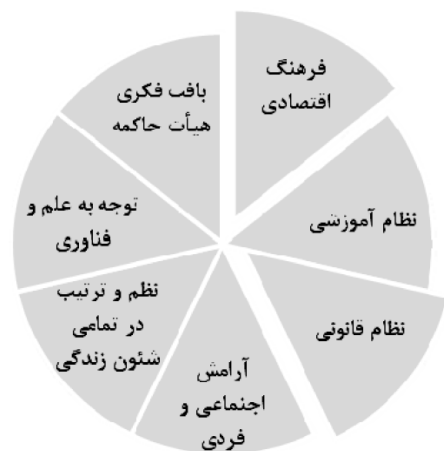 فرهنگ
اقتصادی
نظام آموزشی
نظام قانونی
آرامش
اجتماعی و
فردی
نظم و ترتیب
در تمامی
شئون زندگی
توجه به علم و
فناوری
بافت فکری
هیأت حاکمه